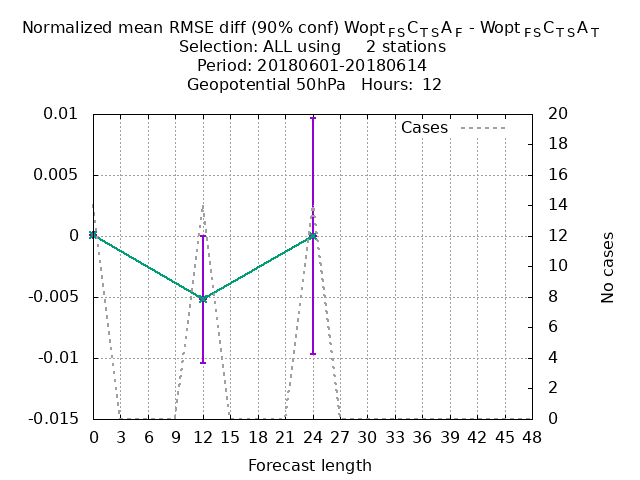 Normalized mean RMSE diff (90% conf) Wopt FS C TS A F - Wopt FS C TS A T
Selection: ALL using 2 stations
Period: 20180601-20180614
Geopotential 50hPa Hours: 12
Cases
0.01
0.005
0
-0.005
-0.01
-0.015
20
18
16
14
12
10
8
6
4
2
0
No cases
0 3 6 9 12 15 18 21 24 27 30 33 36 39 42 45 48
Forecast length